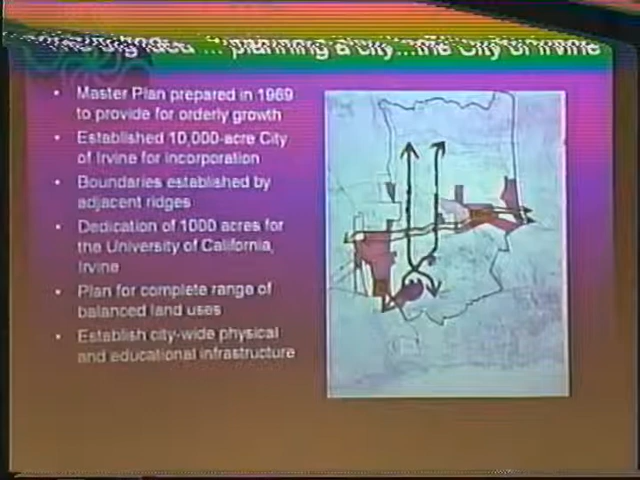 ... planning a city...the City of Irvine
• Master Plan prepared in 1969
to provide for orderly growth
• Established 10,000-acre City
of Irvine for incorporation
• Boundaries established by
adjacent ridges
• Dedication of 1000 acres for
the University of California,
Irvine
• Plan for complete range of
balanced land uses
• Establish city-wide physical
and educational infrastructure